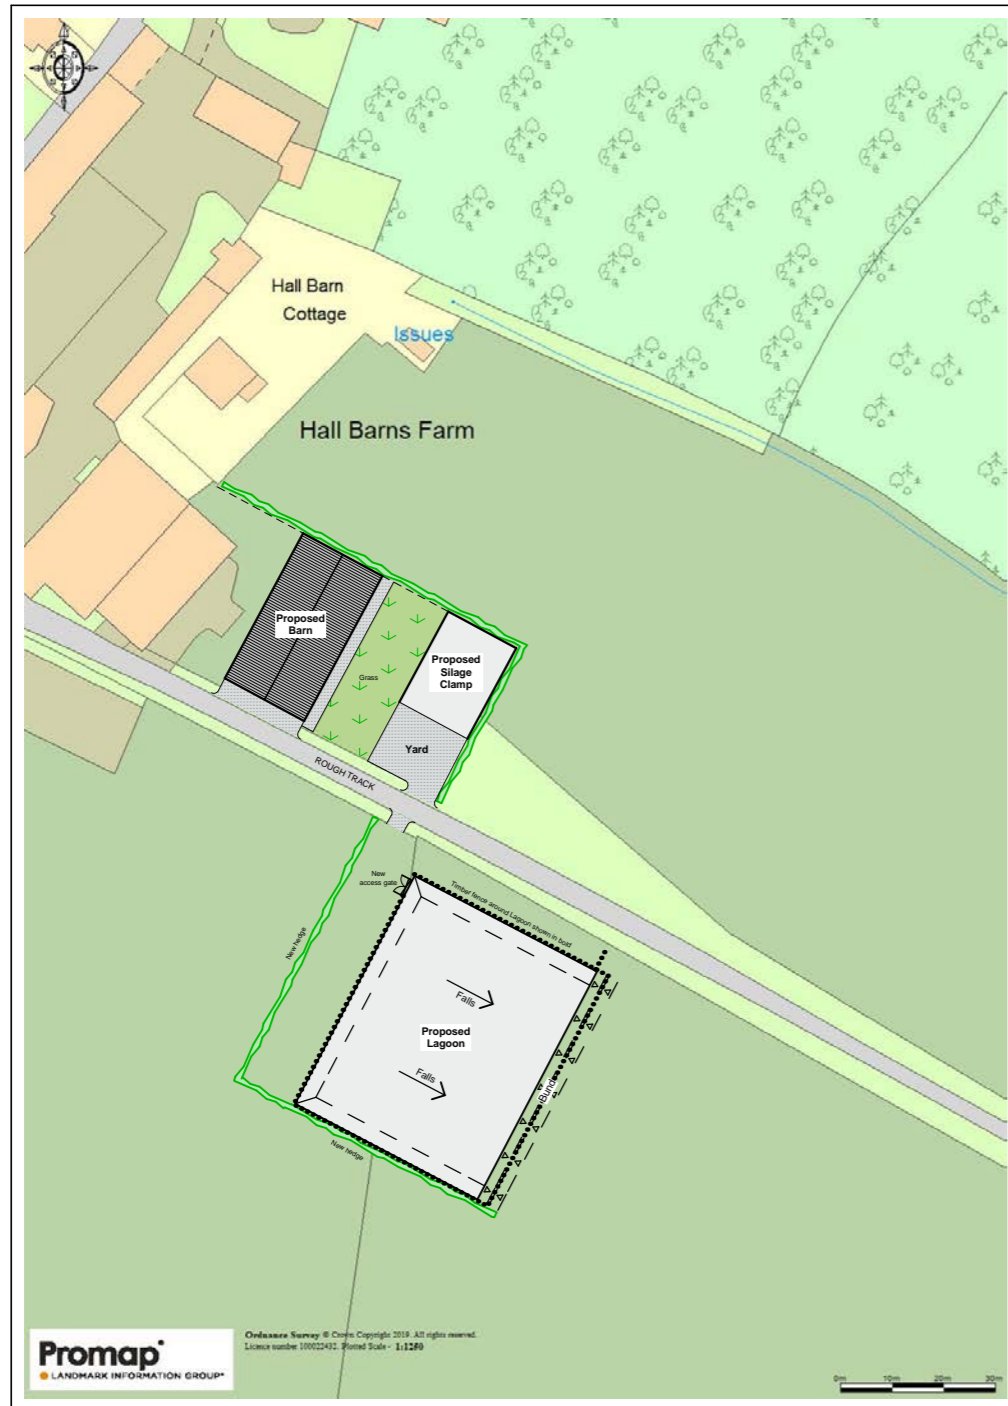 Hall Barn
Cottage
Issues
Hall Barns Farm
Proposed
Barn
Grass
Proposed
Silage
Clamp
Yard
ROUGH TRACK
New
access gate
Timber fence around Lagoon shown in bold
New hedge
Falls
Proposed
Lagoon
Falls
Bund
New hedge
Promap
LANDMARK INFORMATION GROUP
Ordnance Survey © Crown Copyright 2019. All rights reserved.
Licence number 100022432. Plotted Scale - 1:1250
0m 10m 20m 30m